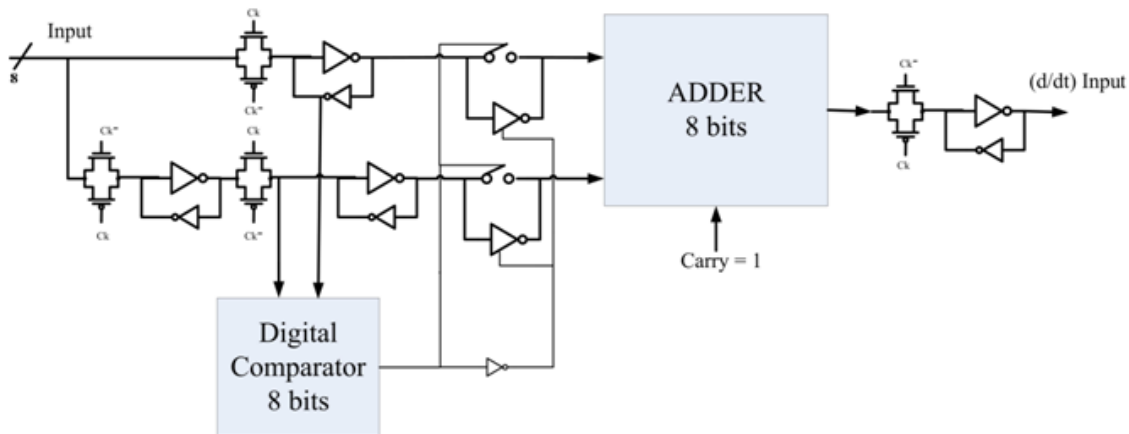 Input
8
Ck
Ck"
Ck"
Ck
Ck
Ck"
ADDER
8 bits
Carry = 1
Digital
Comparator
8 bits
Ck"
Ck
(d/dt) Input